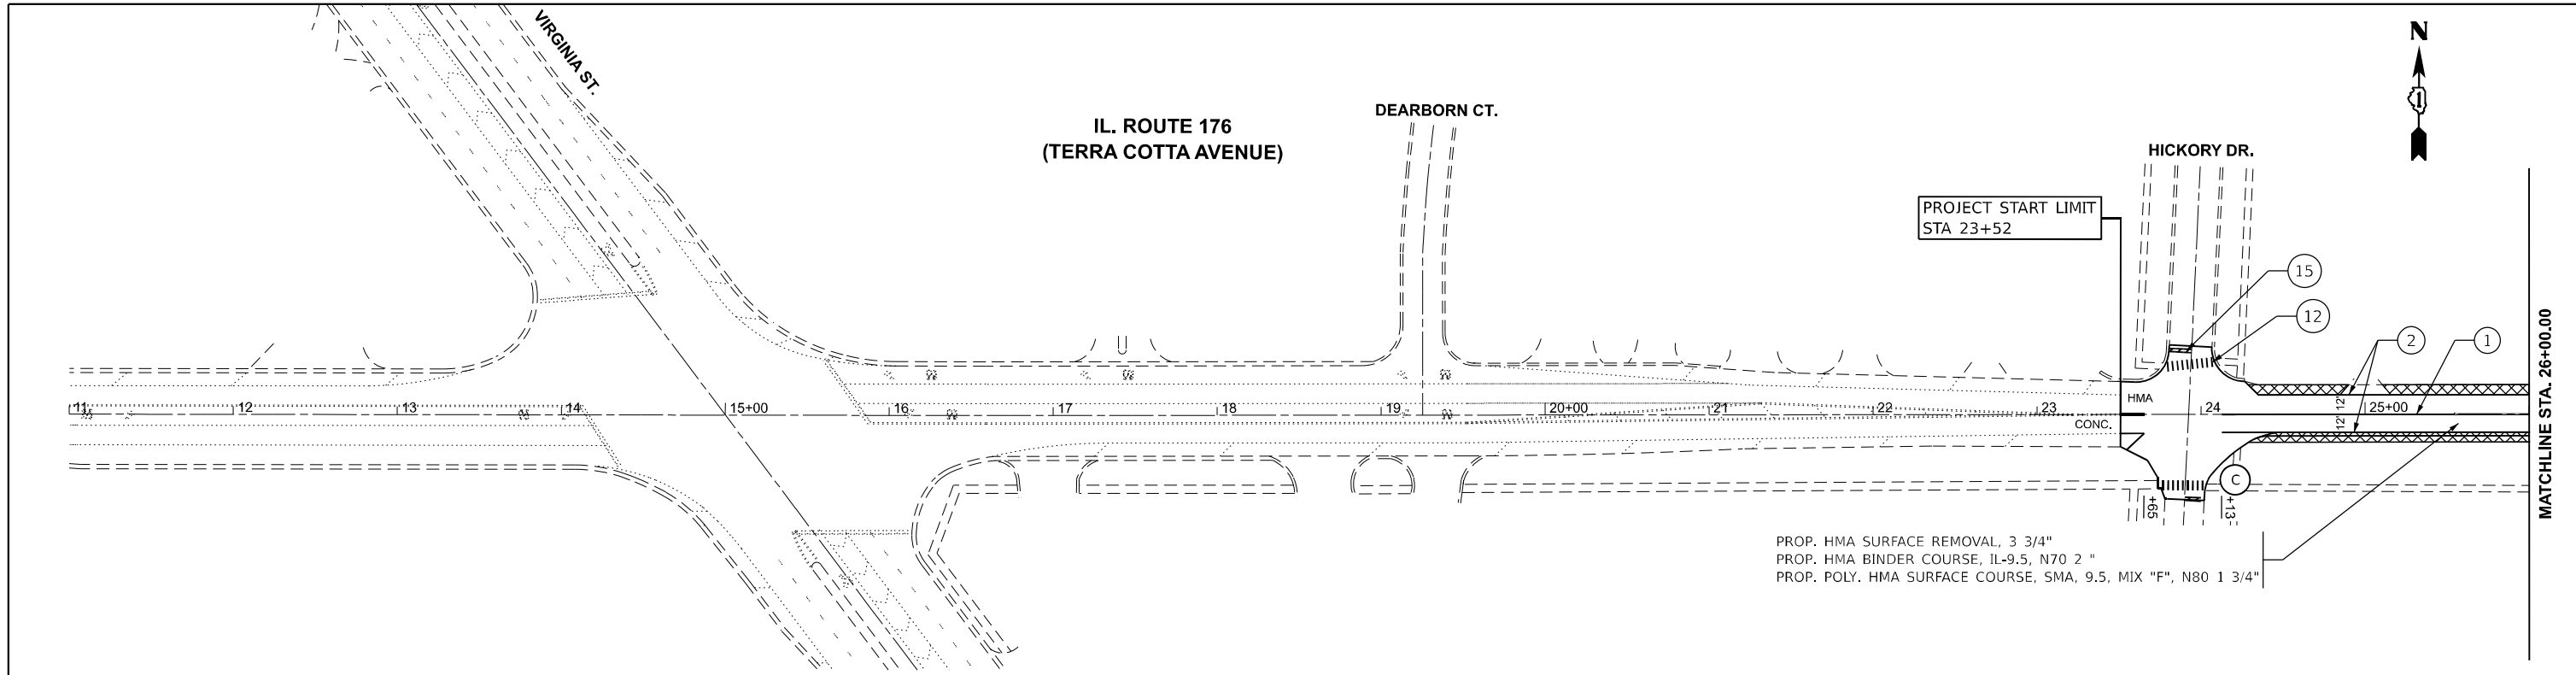 VIRGINIA ST.
N
1
DEARBORN CT.
IL. ROUTE 176
(TERRA COTTA AVENUE)
HICKORY DR.
PROJECT START LIMIT
STA 23+52
15
12
2
1
MATCHLINE STA. 26+00.00
11
12
13
14
15+00
16
17
18
19
20+00
21
22
23
24
25+00
HMA
12' 12'
CONC.
C
+65
+13
PROP. HMA SURFACE REMOVAL, 3 3/4"
PROP. HMA BINDER COURSE, IL-9.5, N70 2 "
PROP. POLY. HMA SURFACE COURSE, SMA, 9.5, MIX "F", N80 1 3/4"